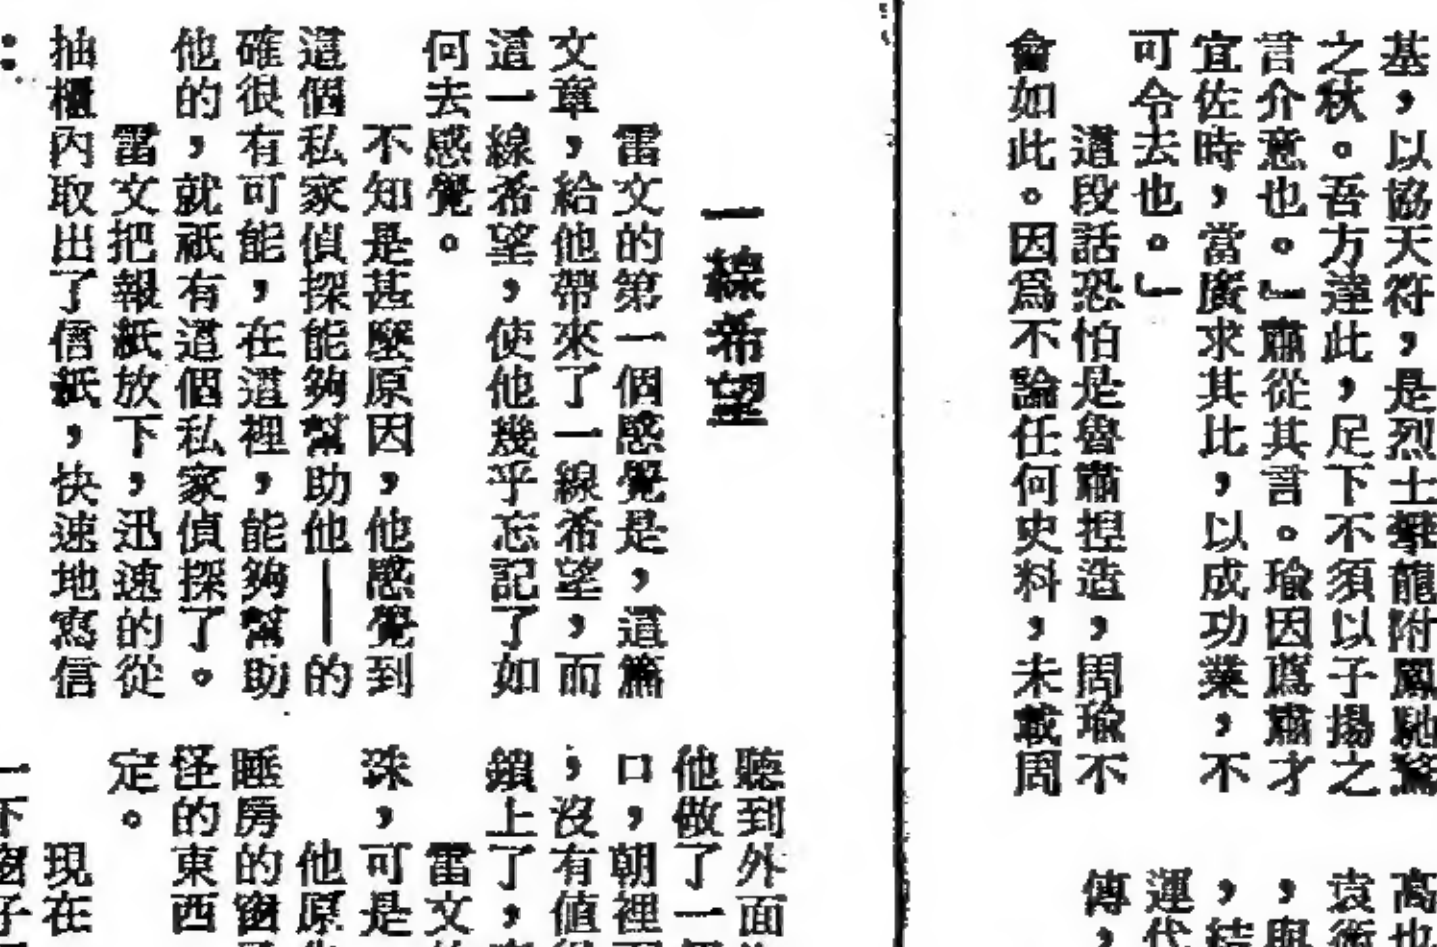 基，以協天符，是烈士攀龍附鳳馳騖
之秋。吾方達此，足下不須以子揚之
言介意也。」肅從其言。瑜因薦肅才
宜佐時，當廣求其比，以成功業，不
可令去也。」
這段話恐怕是魯肅捏造，周瑜不
會如此。因爲不論任何史料，未載周
高也
袁術
，與
，結
運代
傳，
一線希望
雷文的第一個感覺是，這篇
文章，給他帶來了一線希望，而
這一線希望，使他幾乎忘記了如
何去感覺。
不知是甚麼原因，他感覺到
這個私家偵探能夠幫助他——的
確很有可能，在這裡，能夠幫助
他的，就祇有這個私家偵探了。
雷文把報紙放下，迅速的從
抽櫃內取出了信紙，快速地寫信
：
聽到外面
他做了一個
口，朝裡
，沒有值
鎖上了，
雷文
洙，可是
他原
睡房的窗
怪的東西
定。
現在
一下窗子